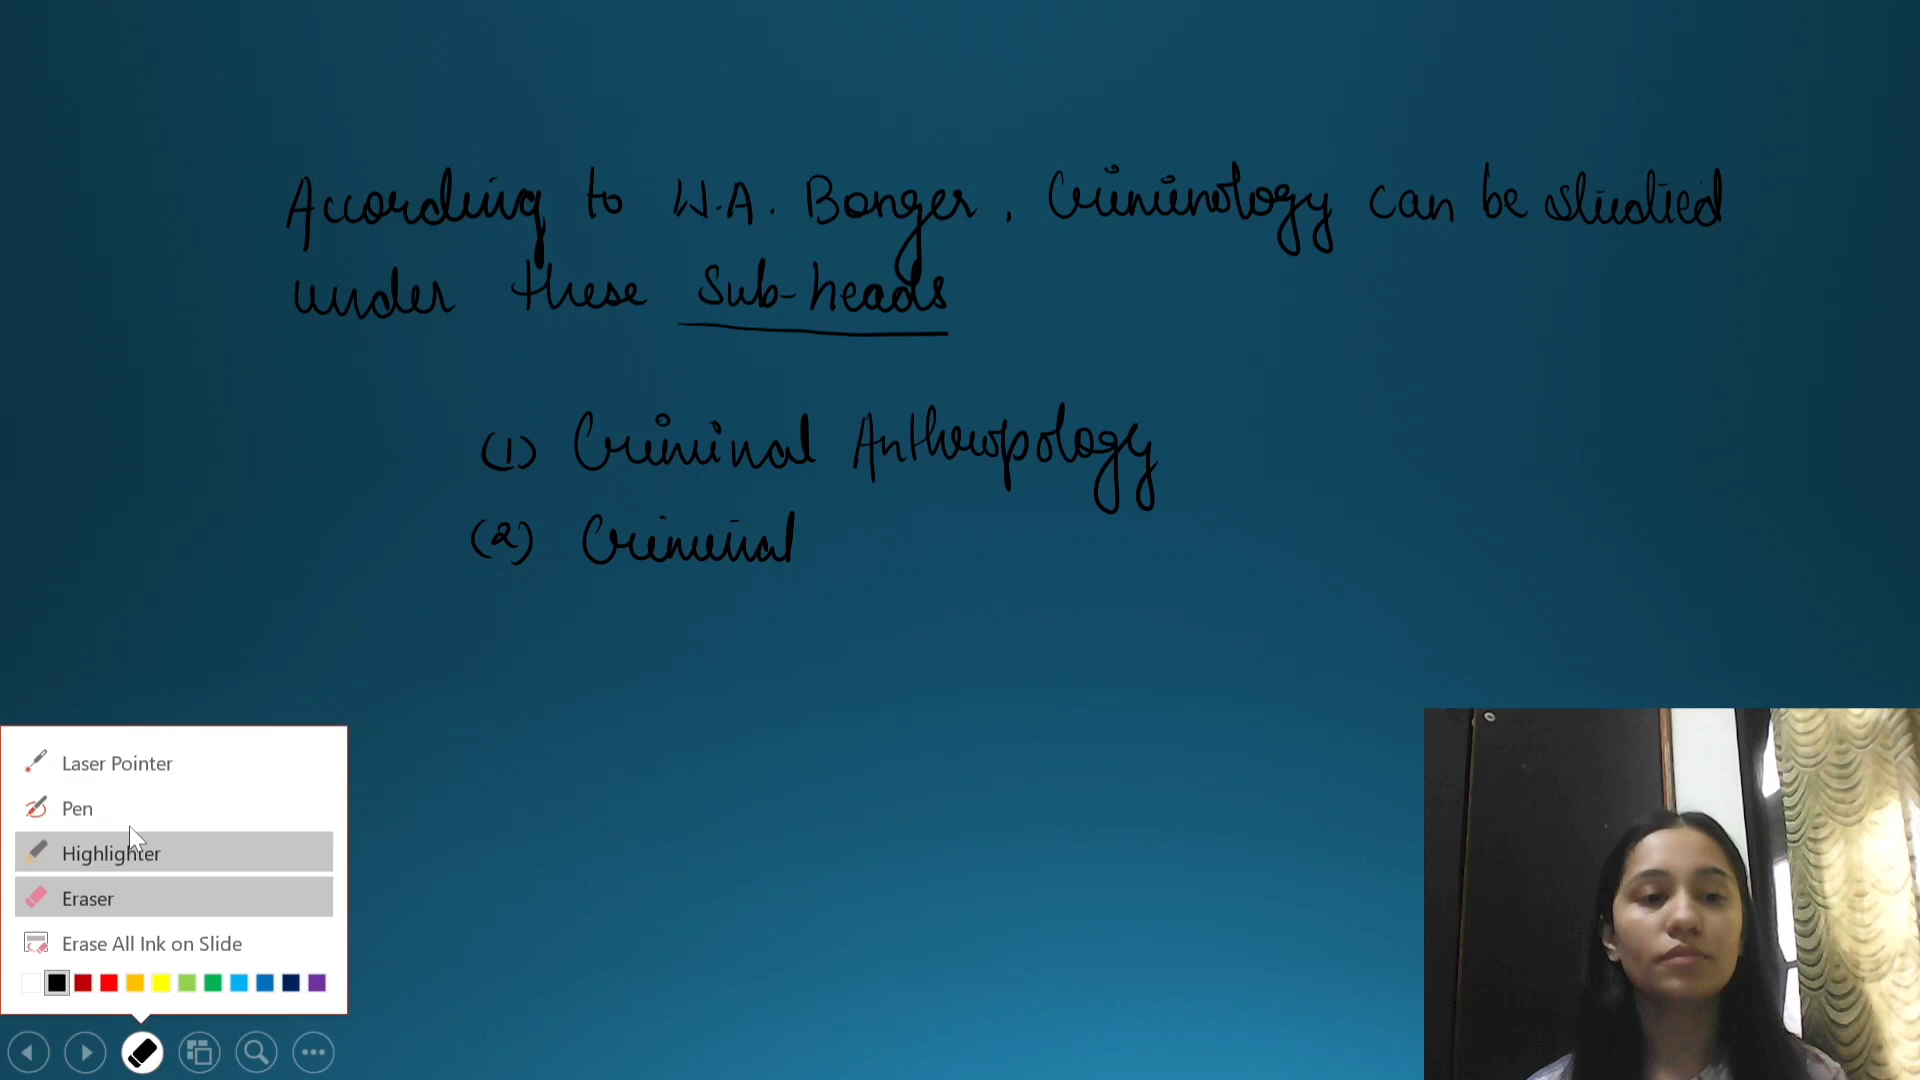 According to W.A. Bonger, Criminology can be studied
under these Sub-heads
(1) Criminal Anthropology
(2) Criminal
Laser Pointer
Pen
Highlighter
Eraser
Erase All Ink on Slide